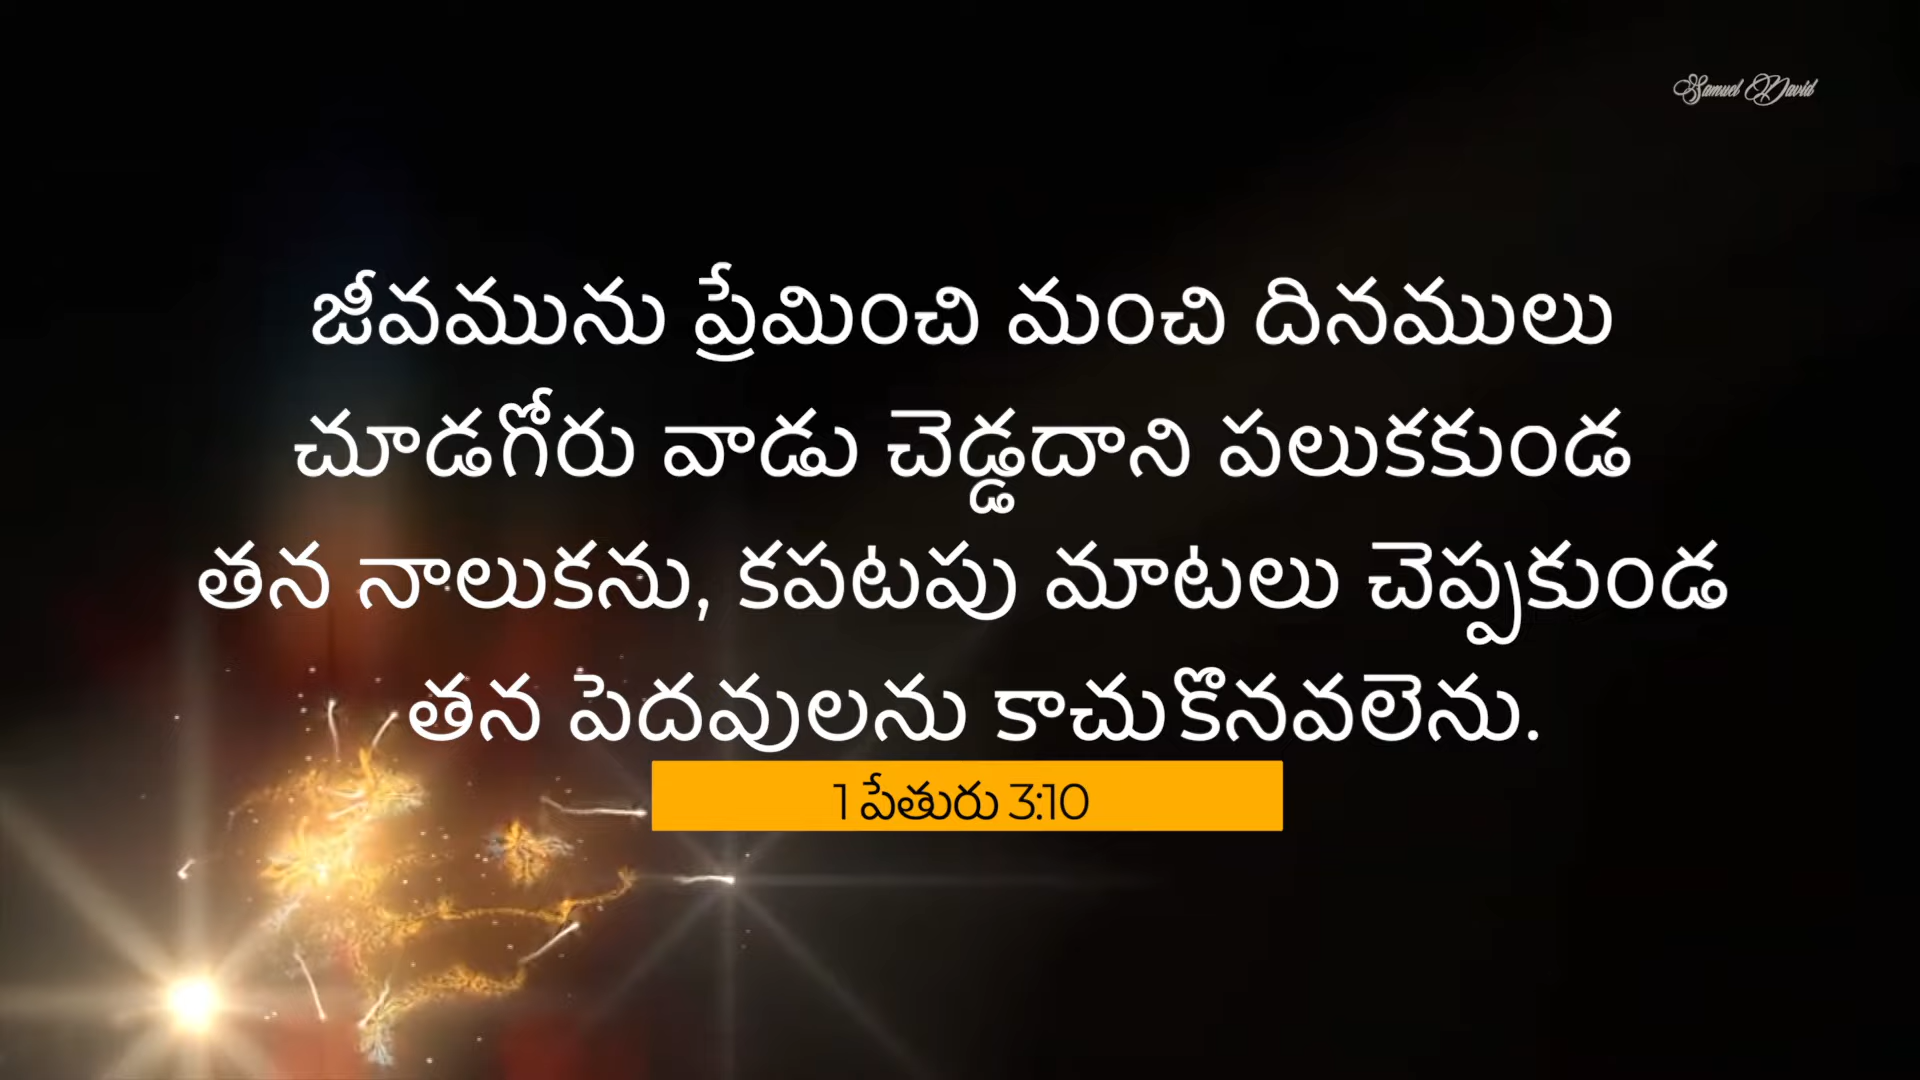 Samuel David
జీవమును ప్రేమించి మంచి దినములు
చూడగోరు వాడు చెడ్డదాని పలుకకుండ
తన నాలుకను, కపటపు మాటలు చెప్పకుండ
తన పెదవులను కాచుకొనవలెను.
1 పేతురు 3:10